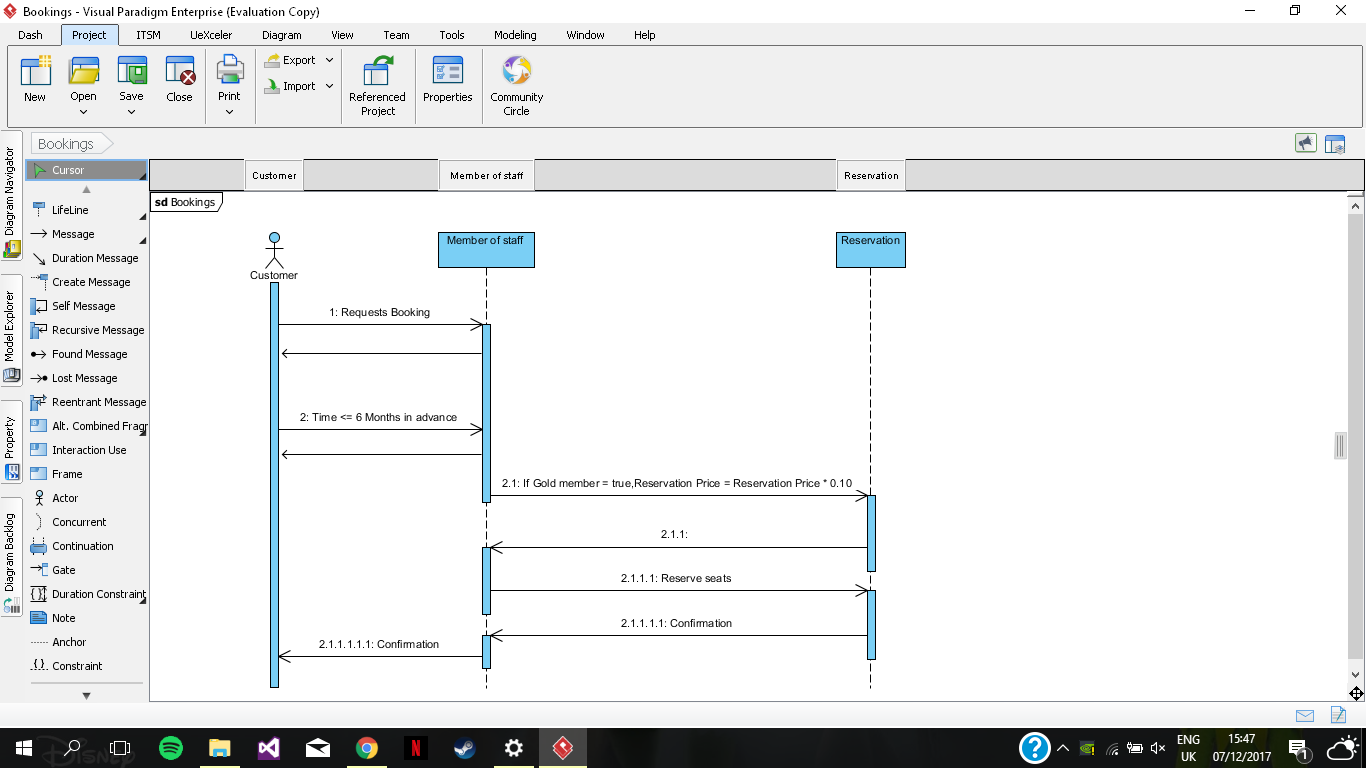 Bookings - Visual Paradigm Enterprise (Evaluation Copy)
Dash Project ITSM UeXceler Diagram View Team Tools Modeling Window Help
New Open Save Close Print Export Import Referenced Project Properties Community Circle
Bookings
Diagram Navigator
Model Explorer
Property
Diagram Backlog
Cursor
LifeLine
Message
Duration Message
Create Message
Self Message
Recursive Message
Found Message
Lost Message
Reentrant Message
Alt. Combined Fragr
Interaction Use
Frame
Actor
Concurrent
Continuation
Gate
Duration Constraint
Note
Anchor
Constraint
Customer Member of staff Reservation
sd Bookings
Member of staff Reservation
Customer
1: Requests Booking
2: Time <= 6 Months in advance
2.1: If Gold member = true,Reservation Price = Reservation Price * 0.10
2.1.1:
2.1.1.1: Reserve seats
2.1.1.1.1: Confirmation
2.1.1.1.1.1: Confirmation
DISNEY
N
?
ENG
UK
15:47
07/12/2017
1